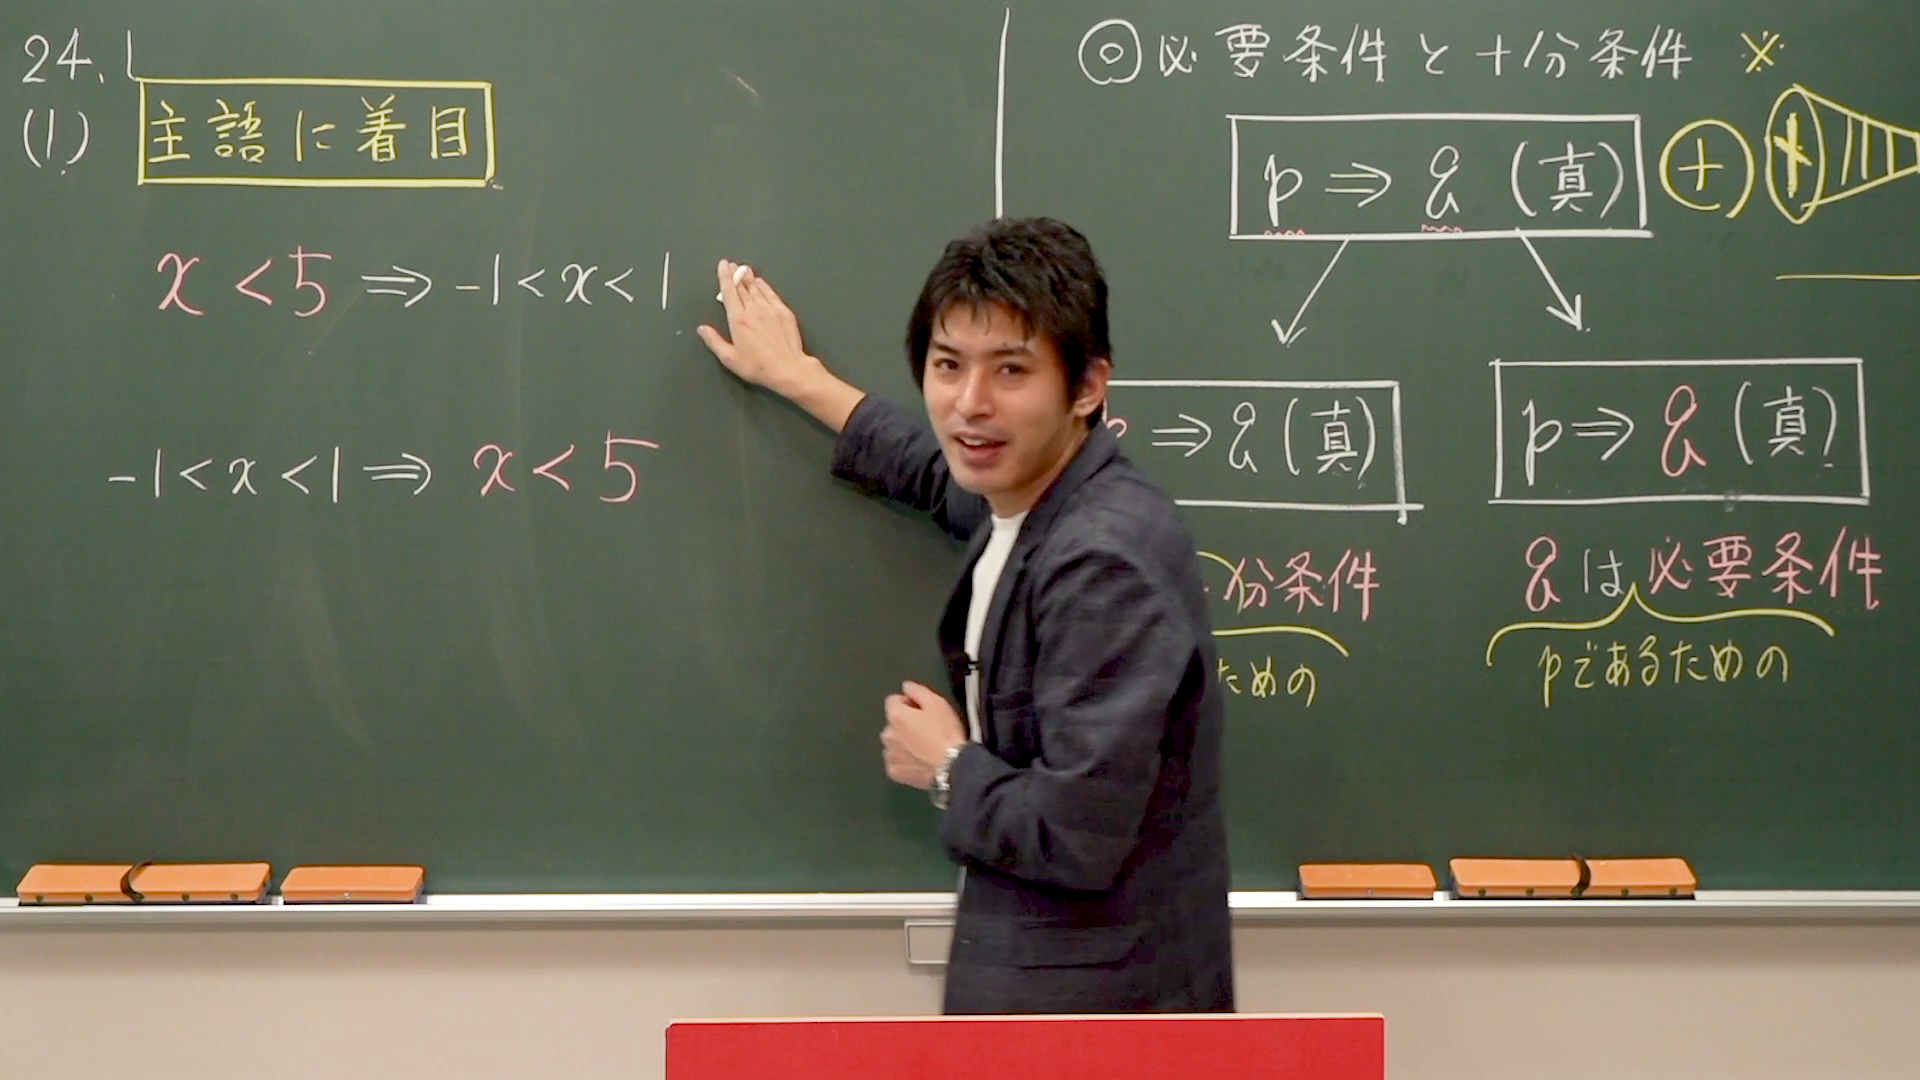 24.1
(1) 主語に着目
x < 5 ⇒ -1 < x < 1
-1 < x < 1 ⇒ x < 5
◎必要条件と十分条件
p ⇒ q (真) ⊕
⇒ q (真)
分条件
ための
p ⇒ q (真)
qは必要条件
pであるための